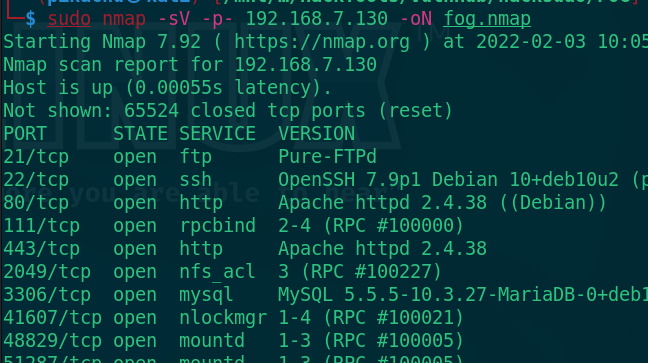 └─$ sudo nmap -sV -p- 192.168.7.130 -oN fog.nmap
Starting Nmap 7.92 ( https://nmap.org ) at 2022-02-03 10:05
Nmap scan report for 192.168.7.130
Host is up (0.00055s latency).
Not shown: 65524 closed tcp ports (reset)
PORT      STATE SERVICE  VERSION
21/tcp    open  ftp      Pure-FTPd
22/tcp    open  ssh      OpenSSH 7.9p1 Debian 10+deb10u2 (p
80/tcp    open  http     Apache httpd 2.4.38 ((Debian))
111/tcp   open  rpcbind  2-4 (RPC #100000)
443/tcp   open  http     Apache httpd 2.4.38
2049/tcp  open  nfs_acl  3 (RPC #100227)
3306/tcp  open  mysql    MySQL 5.5.5-10.3.27-MariaDB-0+deb1
41607/tcp open  nlockmgr 1-4 (RPC #100021)
48829/tcp open  mountd   1-3 (RPC #100005)
51287/tcp open  mountd   1-3 (RPC #100005)